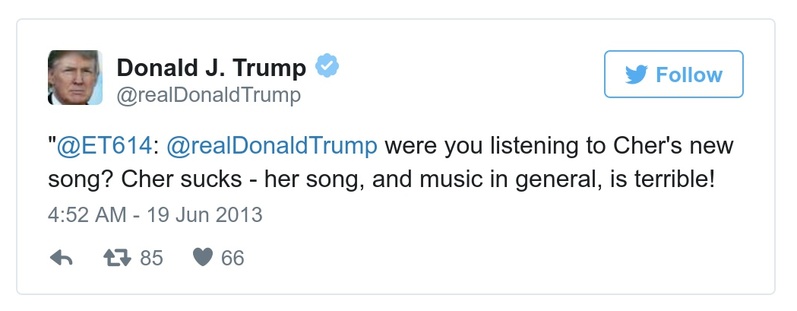 Donald J. Trump
@realDonaldTrump
Follow
"@ET614: @realDonaldTrump were you listening to Cher's new
song? Cher sucks - her song, and music in general, is terrible!
4:52 AM - 19 Jun 2013
85 66